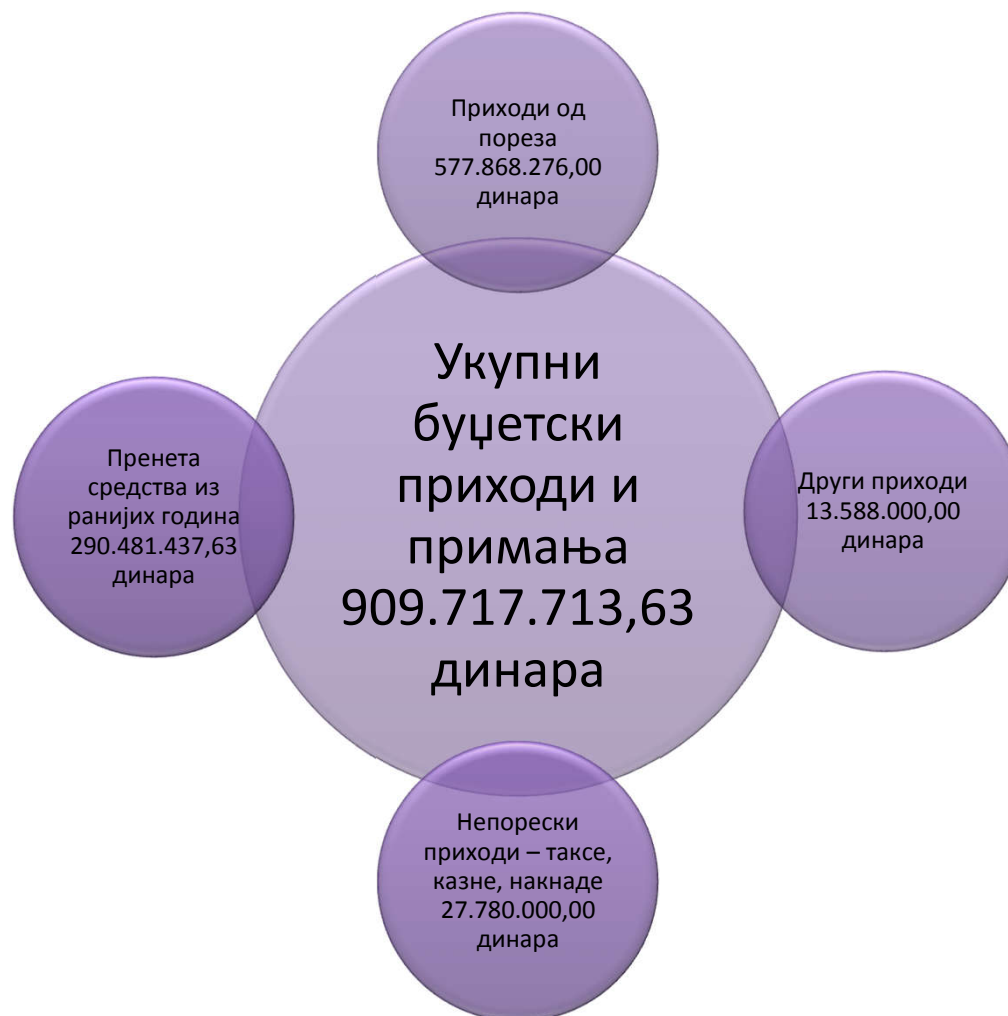 Приходи од
пореза
577.868.276,00
динара
Укупни
буџетски
приходи и
примања
909.717.713,63
динара
Пренета
средства из
ранијих година
290.481.437,63
динара
Други приходи
13.588.000,00
динара
Непорески
приходи – таксе,
казне, накнаде
27.780.000,00
динара